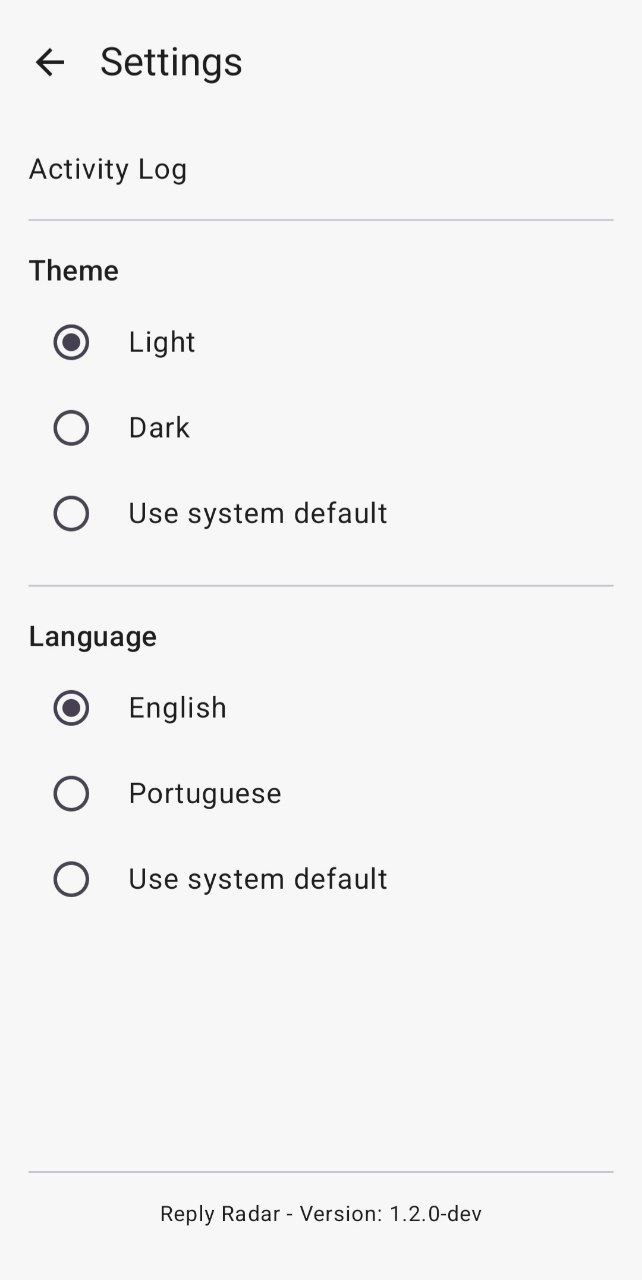 Settings
Activity Log
Theme
Light
Dark
Use system default
Language
English
Portuguese
Use system default
Reply Radar - Version: 1.2.0-dev